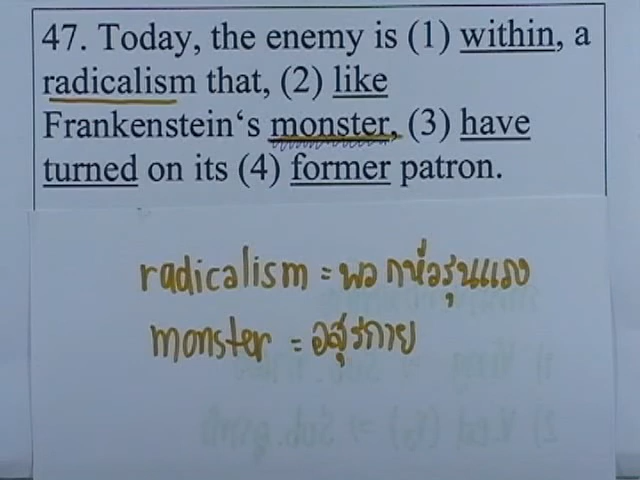 47. Today, the enemy is (1) within, a
radicalism that, (2) like
Frankenstein‘s monster, (3) have
turned on its (4) former patron.
radicalism = พวกหัวรุนแรง
monster = อสุรกาย